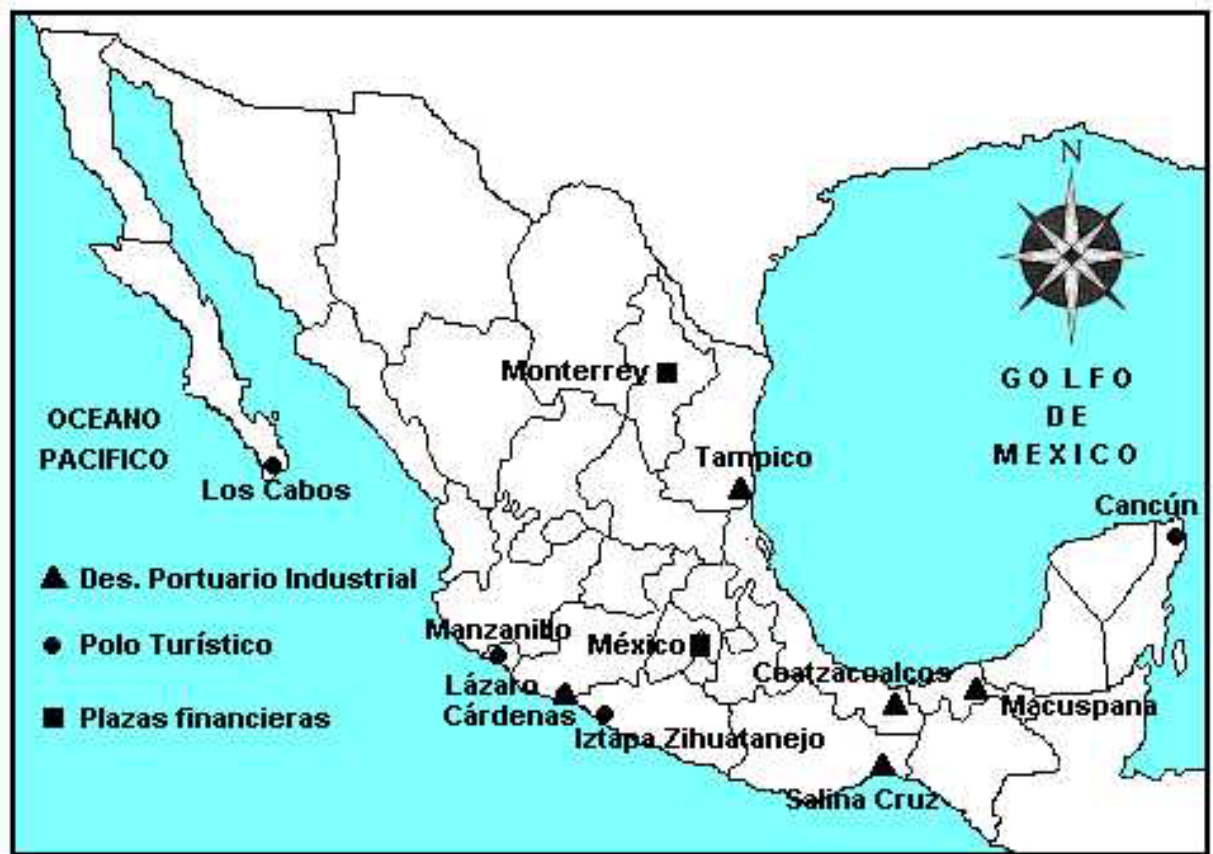 N
GOLFO
DE
MEXICO
OCEANO
PACIFICO
Monterrey
Tampico
Los Cabos
Cancún
▲ Des. Portuario Industrial
● Polo Turístico
■ Plazas financieras
Manzanillo
México
Coatzacoalcos
Lázaro
Cárdenas
Macuspana
Iztapa Zihuatanejo
Salina Cruz